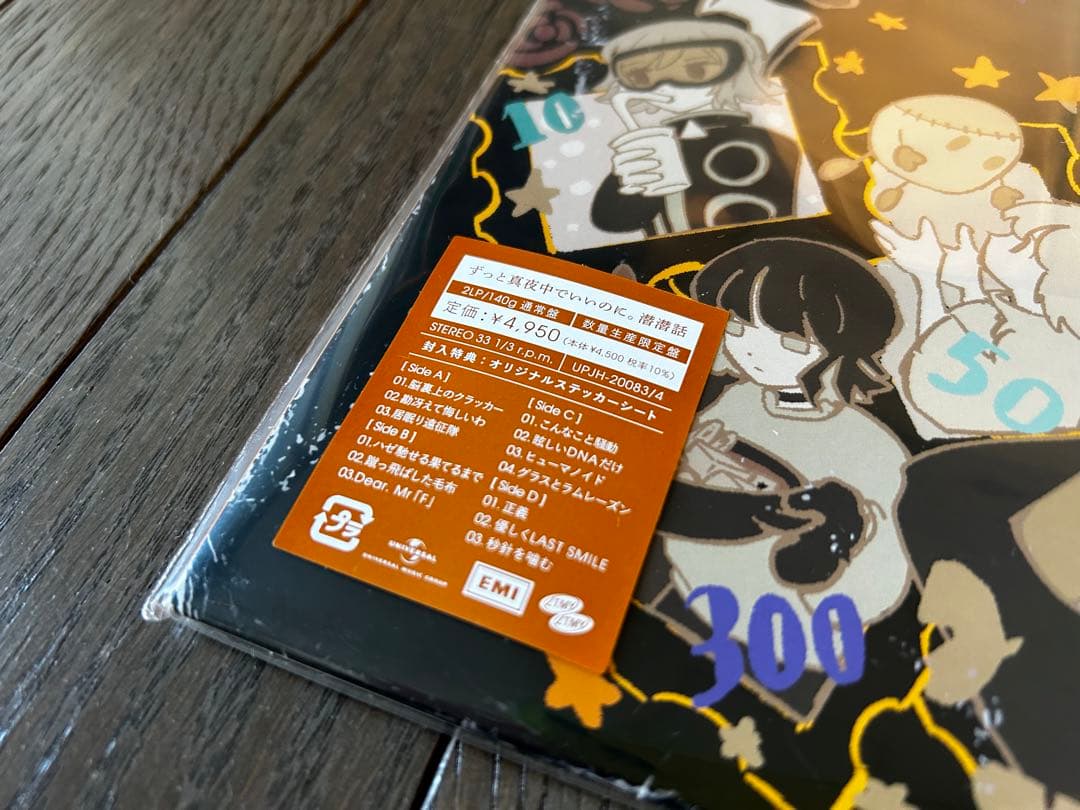 10
50
300
ずっと真夜中でいいのに。潜潜話
2LP/140g 通常盤 数量生産限定盤
定価:¥4,950(本体¥4,500 税率10%)
STEREO 33 1/3 r.p.m. UPJH-20083/4
封入特典:オリジナルステッカーシート
[Side A]
01.脳裏上のクラッカー
02.勘冴えて悔しいわ
03.居眠り遠征隊
[Side B]
01.ハゼ馳せる果てるまで
02.蹴っ飛ばした毛布
03.Dear. Mr「F」
[Side C]
01.こんなこと騒動
02.眩しいDNAだけ
03.ヒューマノイド
04.グラスとラムレーズン
[Side D]
01.正義
02.優しくLAST SMILE
03.秒針を噛む
プラ
UNIVERSAL
UNIVERSAL MUSIC GROUP
EMI